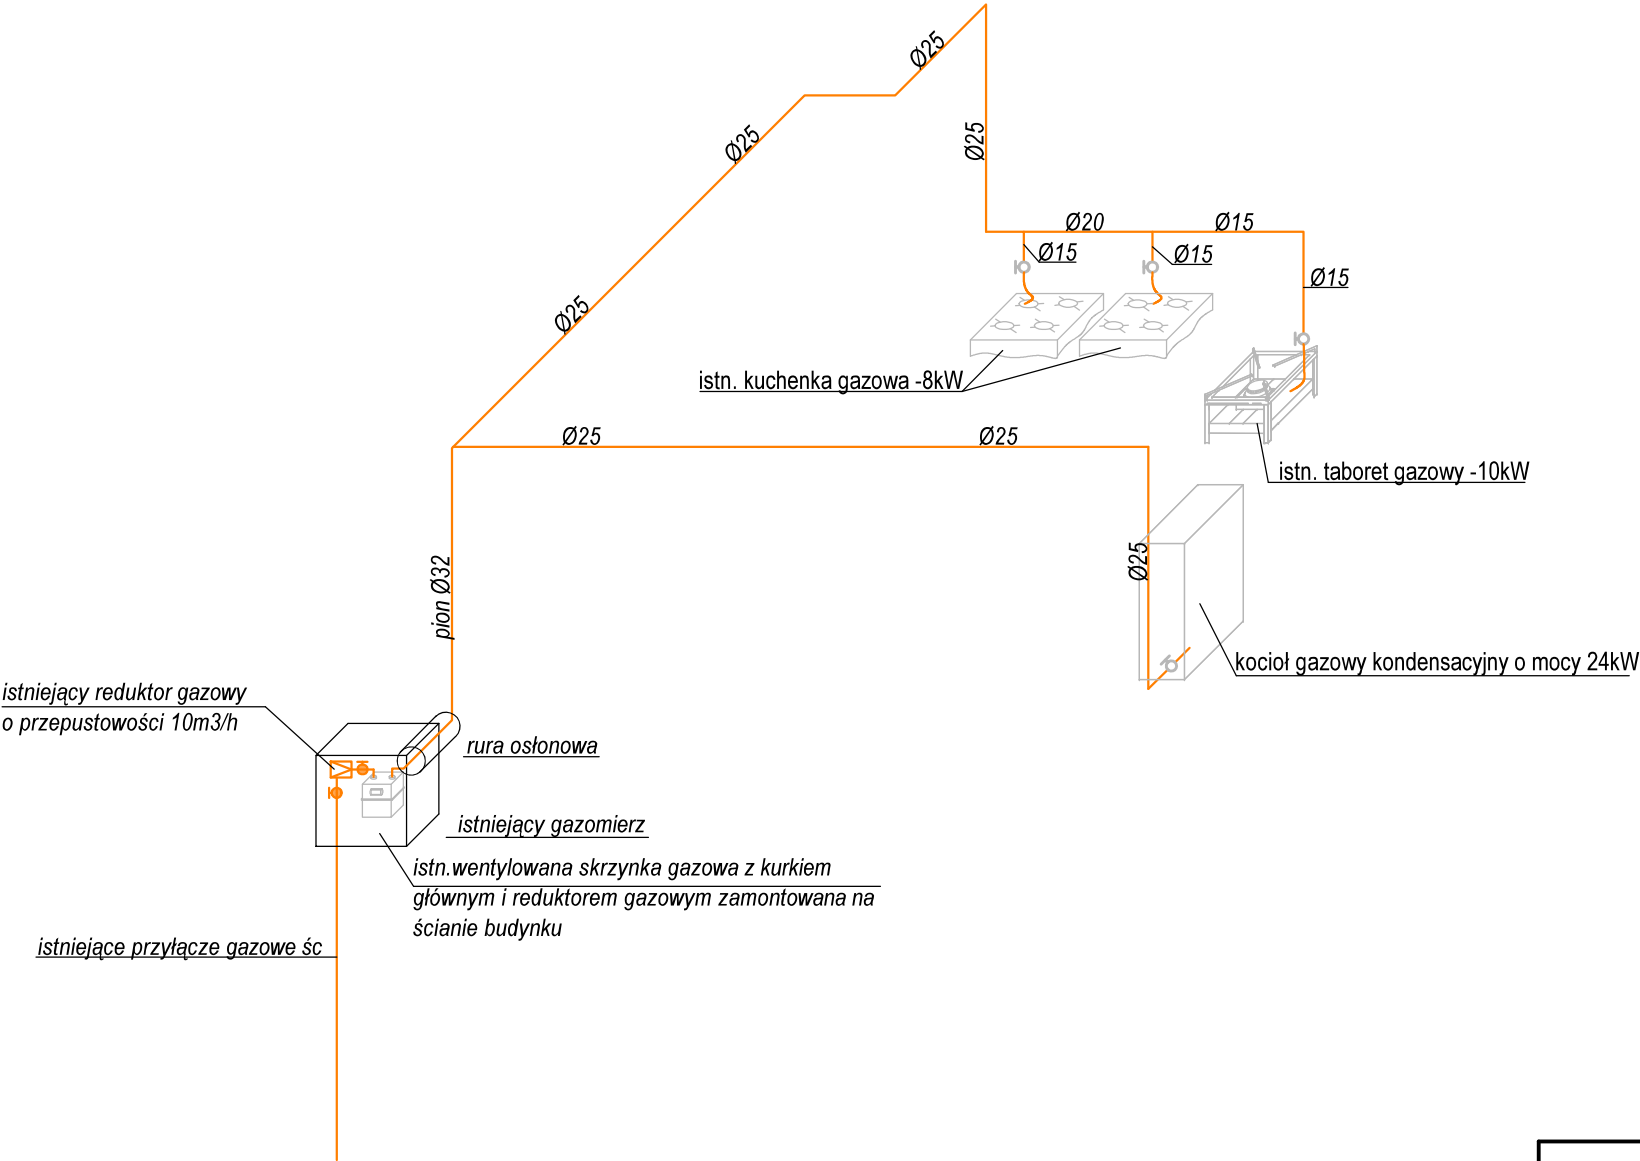 Ø25
Ø25
Ø25
Ø25
Ø20
Ø15
Ø15
Ø15
Ø15
istn. kuchenka gazowa -8kW
istn. taboret gazowy -10kW
Ø25
Ø25
Ø25
pion Ø32
kocioł gazowy kondensacyjny o mocy 24kW
istniejący reduktor gazowy
o przepustowości 10m3/h
rura osłonowa
istniejący gazomierz
istn.wentylowana skrzynka gazowa z kurkiem
głównym i reduktorem gazowym zamontowana na
ścianie budynku
istniejące przyłącze gazowe śc